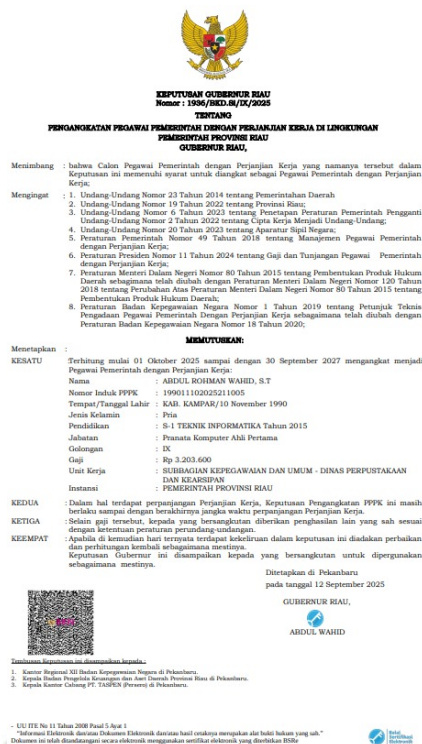 KEPUTUSAN GUBERNUR RIAU
Nomor : 1936/BKD.BI/IX/2025
TENTANG
PENGANGKATAN PEGAWAI PEMERINTAH DENGAN PERJANJIAN KERJA DI LINGKUNGAN
PEMERINTAH PROVINSI RIAU
GUBERNUR RIAU,
Menimbang : bahwa Calon Pegawai Pemerintah dengan Perjanjian Kerja yang namanya tersebut dalam
Keputusan ini memenuhi syarat untuk diangkat sebagai Pegawai Pemerintah dengan Perjanjian
Kerja;
Mengingat : 1. Undang-Undang Nomor 23 Tahun 2014 tentang Pemerintahan Daerah
2. Undang-Undang Nomor 19 Tahun 2022 tentang Provinsi Riau;
3. Undang-Undang Nomor 6 Tahun 2023 tentang Penetapan Peraturan Pemerintah Pengganti
Undang-Undang Nomor 2 Tahun 2022 tentang Cipta Kerja Menjadi Undang-Undang;
4. Undang-Undang Nomor 20 Tahun 2023 tentang Aparatur Sipil Negara;
5. Peraturan Pemerintah Nomor 49 Tahun 2018 tentang Manajemen Pegawai Pemerintah
dengan Perjanjian Kerja;
6. Peraturan Presiden Nomor 11 Tahun 2024 tentang Gaji dan Tunjangan Pegawai Pemerintah
dengan Perjanjian Kerja;
7. Peraturan Menteri Dalam Negeri Nomor 80 Tahun 2015 tentang Pembentukan Produk Hukum
Daerah sebagaimana telah diubah dengan Peraturan Menteri Dalam Negeri Nomor 120 Tahun
2018 tentang Perubahan Atas Peraturan Menteri Dalam Negeri Nomor 80 Tahun 2015 tentang
Pembentukan Produk Hukum Daerah;
8. Peraturan Badan Kepegawaian Negara Nomor 1 Tahun 2019 tentang Petunjuk Teknis
Pengadaan Pegawai Pemerintah Dengan Perjanjian Kerja sebagaimana telah diubah dengan
Peraturan Badan Kepegawaian Negara Nomor 18 Tahun 2020;
MEMUTUSKAN:
Menetapkan :
KESATU :Terhitung mulai 01 Oktober 2025 sampai dengan 30 September 2027 mengangkat menjadi
Pegawai Pemerintah dengan Perjanjian Kerja:
Nama : ABDUL ROHMAN WAHID, S.T
Nomor Induk PPPK : 199011102025211005
Tempat/Tanggal Lahir : KAB. KAMPAR/10 November 1990
Jenis Kelamin : Pria
Pendidikan : S-1 TEKNIK INFORMATIKA Tahun 2015
Jabatan : Pranata Komputer Ahli Pertama
Golongan : IX
Gaji : Rp 3.203.600
Unit Kerja : SUBBAGIAN KEPEGAWAIAN DAN UMUM - DINAS PERPUSTAKAAN
DAN KEARSIPAN
Instansi : PEMERINTAH PROVINSI RIAU
KEDUA : Dalam hal terdapat perpanjangan Perjanjian Kerja, Keputusan Pengangkatan PPPK ini masih
berlaku sampai dengan berakhirnya jangka waktu perpanjangan Perjanjian Kerja.
KETIGA : Selain gaji tersebut, kepada yang bersangkutan diberikan penghasilan lain yang sah sesuai
dengan ketentuan peraturan perundang-undangan.
KEEMPAT : Apabila di kemudian hari ternyata terdapat kekeliruan dalam keputusan ini diadakan perbaikan
dan perhitungan kembali sebagaimana mestinya.
Keputusan Gubernur ini disampaikan kepada yang bersangkutan untuk dipergunakan
sebagaimana mestinya.
Ditetapkan di Pekanbaru
pada tanggal 12 September 2025
GUBERNUR RIAU,
ABDUL WAHID
Tembusan Keputusan ini disampaikan kepada :
1. Kantor Regional XII Badan Kepegawaian Negara di Pekanbaru.
2. Kepala Badan Pengelola Keuangan dan Aset Daerah Provinsi Riau di Pekanbaru.
3. Kepala Kantor Cabang PT. TASPEN (Persero) di Pekanbaru.
- UU ITE No 11 Tahun 2008 Pasal 5 Ayat 1
"Informasi Elektronik dan/atau Dokumen Elektronik dan/atau hasil cetaknya merupakan alat bukti hukum yang sah."
Dokumen ini telah ditandatangani secara elektronik menggunakan sertifikat elektronik yang diterbitkan BSRe
Balai
Sertifikasi
Elektronik